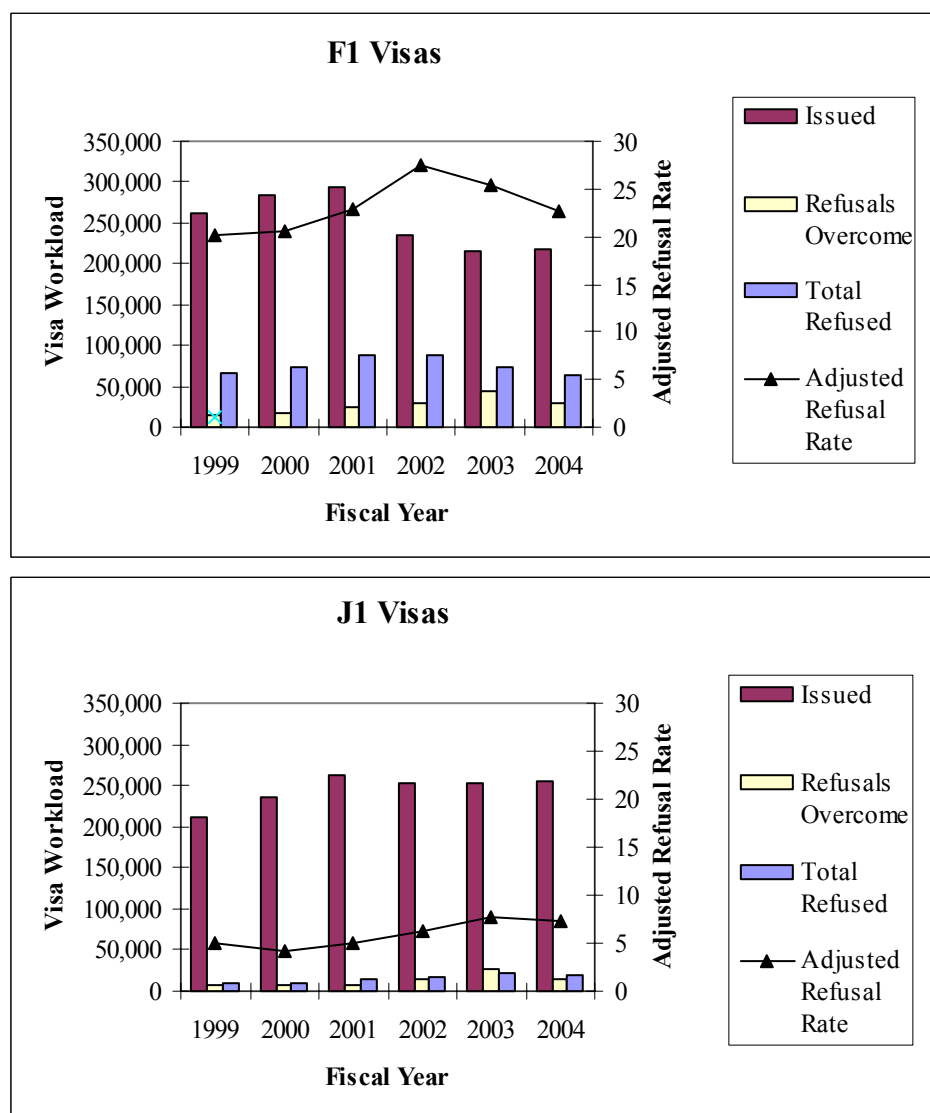 F1 Visas
Visa Workload
350,000
300,000
250,000
200,000
150,000
100,000
50,000
0
1999 2000 2001 2002 2003 2004
Fiscal Year
30
25
20
15
10
5
0
Adjusted Refusal Rate
Issued
Refusals
Overcome
Total
Refused
Adjusted
Refusal
Rate
J1 Visas
Visa Workload
350,000
300,000
250,000
200,000
150,000
100,000
50,000
0
1999 2000 2001 2002 2003 2004
Fiscal Year
30
25
20
15
10
5
0
Adjusted Refusal Rate
Issued
Refusals
Overcome
Total
Refused
Adjusted
Refusal
Rate